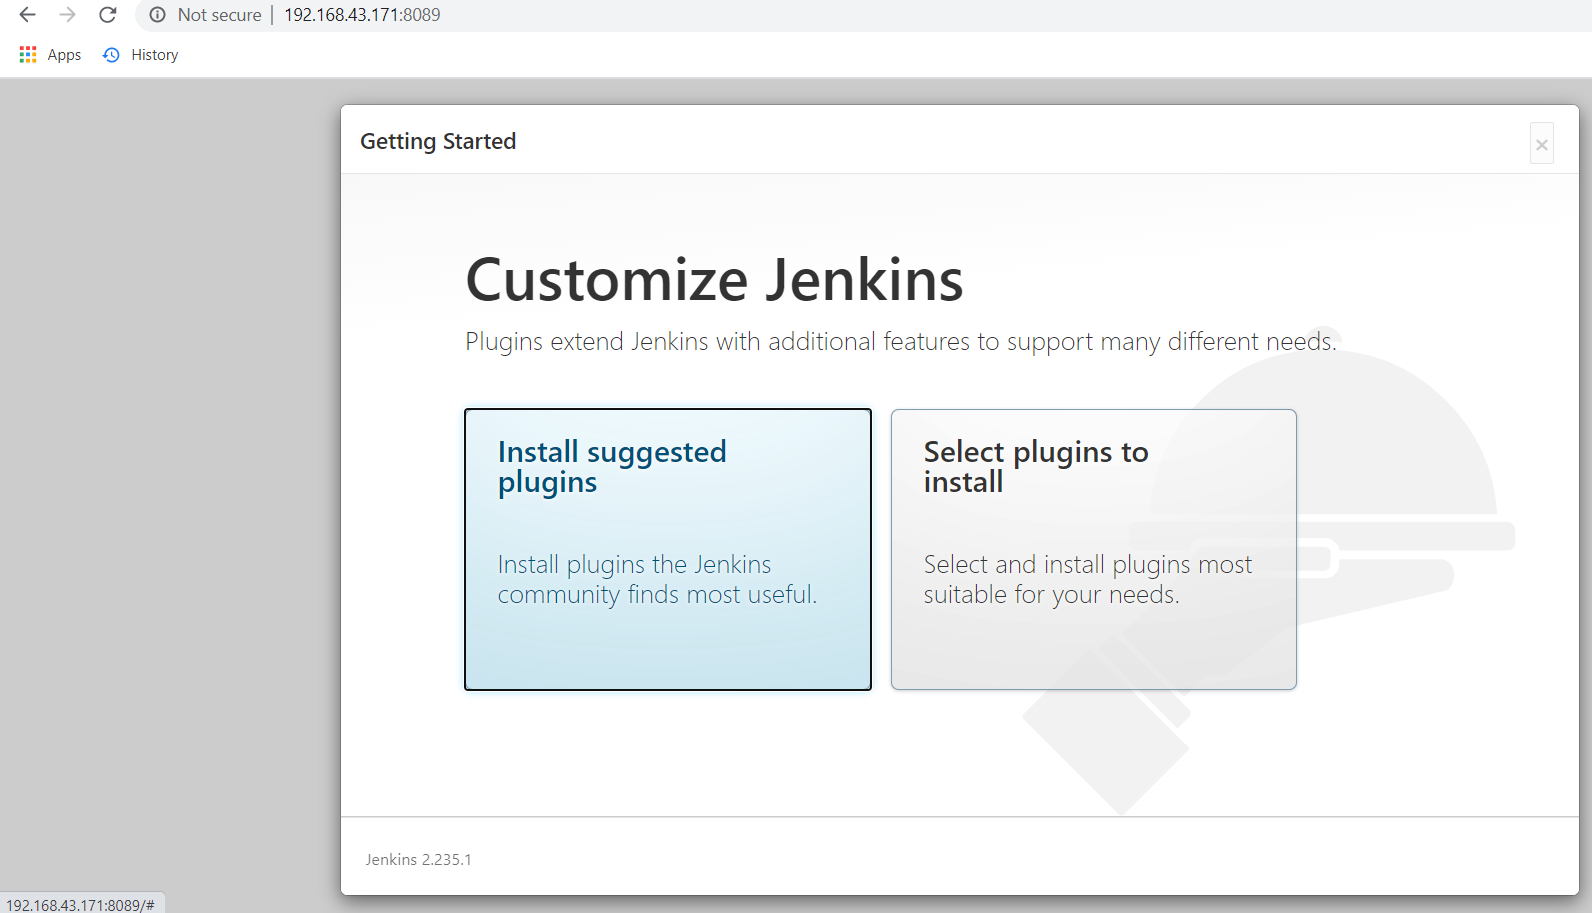 Not secure | 192.168.43.171:8089
Apps History
Getting Started
Customize Jenkins
Plugins extend Jenkins with additional features to support many different needs.
Install suggested
plugins
Install plugins the Jenkins
community finds most useful.
Select plugins to
install
Select and install plugins most
suitable for your needs.
Jenkins 2.235.1
192.168.43.171:8089/#